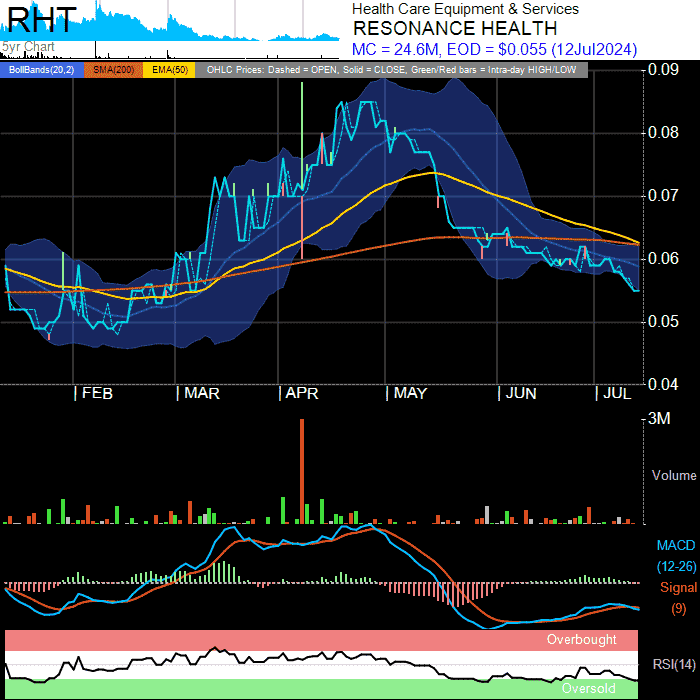 RHT
5yr Chart
Health Care Equipment & Services
RESONANCE HEALTH
MC = 24.6M, EOD = $0.055 (12Jul2024)
BollBands(20,2) SMA(200) EMA(50) OHLC Prices: Dashed = OPEN, Solid = CLOSE, Green/Red bars = Intra-day HIGH/LOW
0.09
0.08
0.07
0.06
0.05
0.04
| FEB | MAR | APR | MAY | JUN | JUL
3M
Volume
MACD
(12-26)
Signal
(9)
Overbought
RSI(14)
Oversold